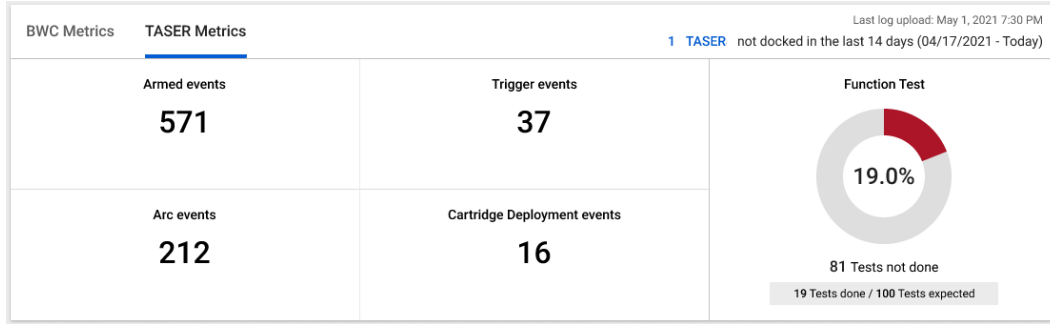 BWC Metrics
TASER Metrics
Last log upload: May 1, 2021 7:30 PM
1 TASER not docked in the last 14 days (04/17/2021 - Today)
Armed events
571
Trigger events
37
Arc events
212
Cartridge Deployment events
16
Function Test
19.0%
81 Tests not done
19 Tests done / 100 Tests expected